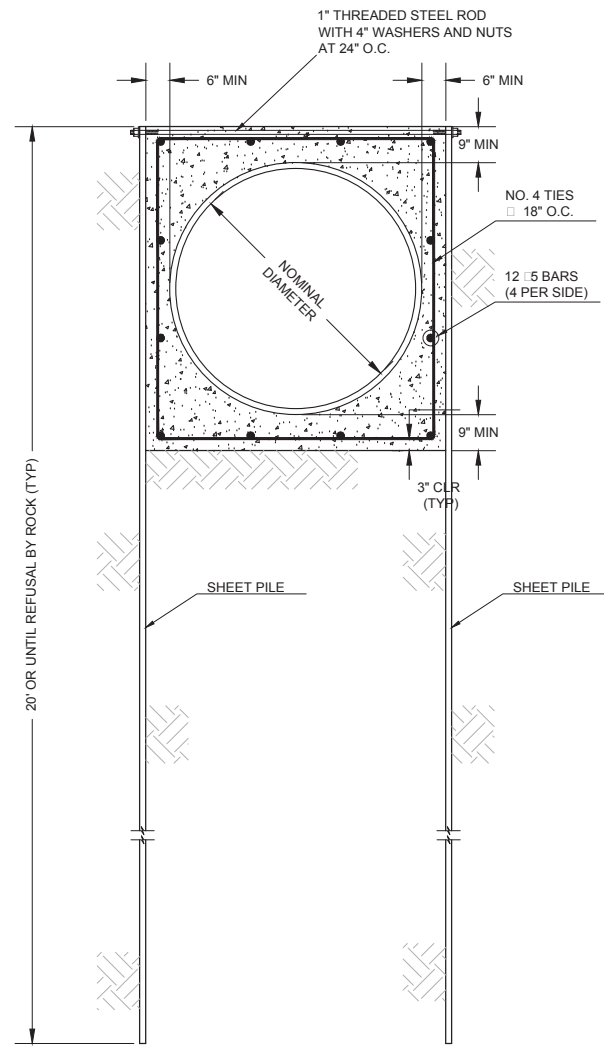 1" THREADED STEEL ROD
WITH 4" WASHERS AND NUTS
AT 24" O.C.
6" MIN
6" MIN
9" MIN
NO. 4 TIES
□ 18" O.C.
12 □5 BARS
(4 PER SIDE)
NOMINAL
DIAMETER
9" MIN
3" CLR
(TYP)
20' OR UNTIL REFUSAL BY ROCK (TYP)
SHEET PILE
SHEET PILE